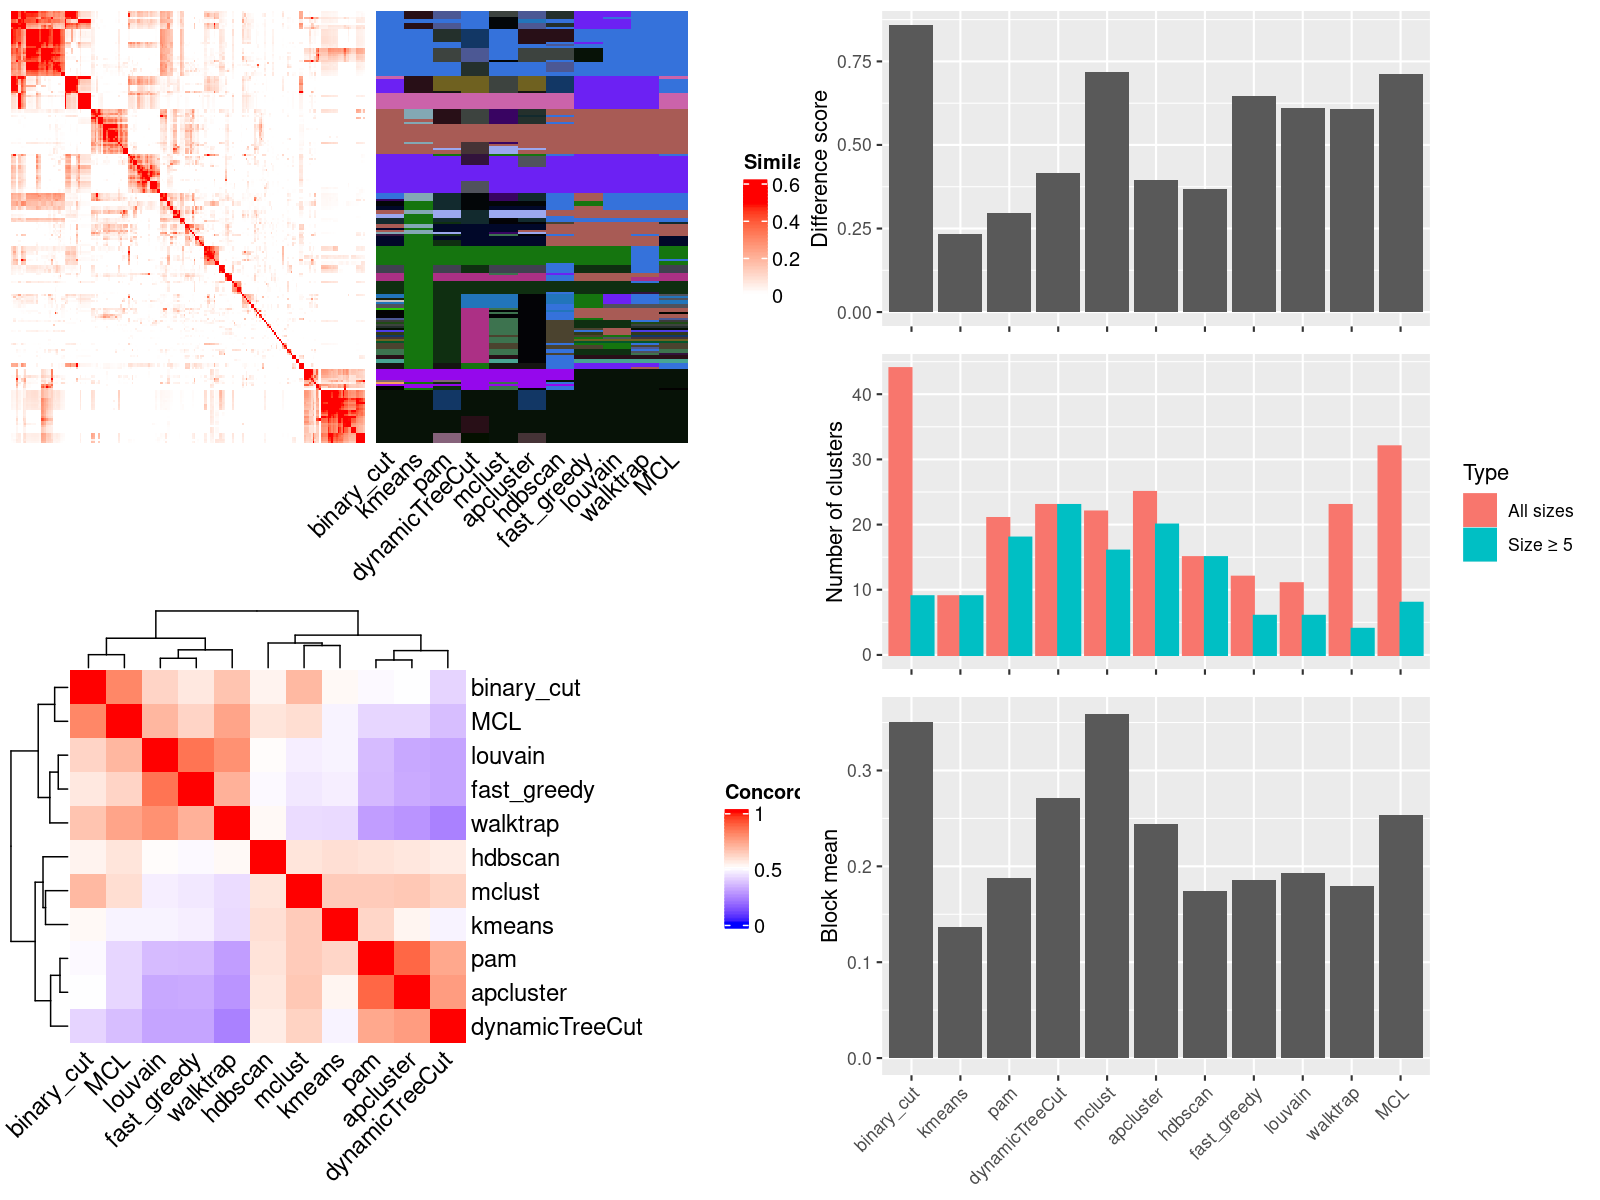 Simila
0.6
0.4
0.2
0
binary_cut
kmeans
pam
dynamicTreeCut
mclust
apcluster
hdbscan
fast_greedy
louvain
walktrap
MCL
Difference score
0.75
0.50
0.25
0.00
Number of clusters
40
30
20
10
0
Type
All sizes
Size ≥ 5
binary_cut
MCL
louvain
fast_greedy
walktrap
hdbscan
mclust
kmeans
pam
apcluster
dynamicTreeCut
binary_cut
MCL
louvain
fast_greedy
walktrap
hdbscan
mclust
kmeans
pam
apcluster
dynamicTreeCut
Concord
1
0.5
0
Block mean
0.3
0.2
0.1
0.0
binary_cut
kmeans
pam
dynamicTreeCut
mclust
apcluster
hdbscan
fast_greedy
louvain
walktrap
MCL